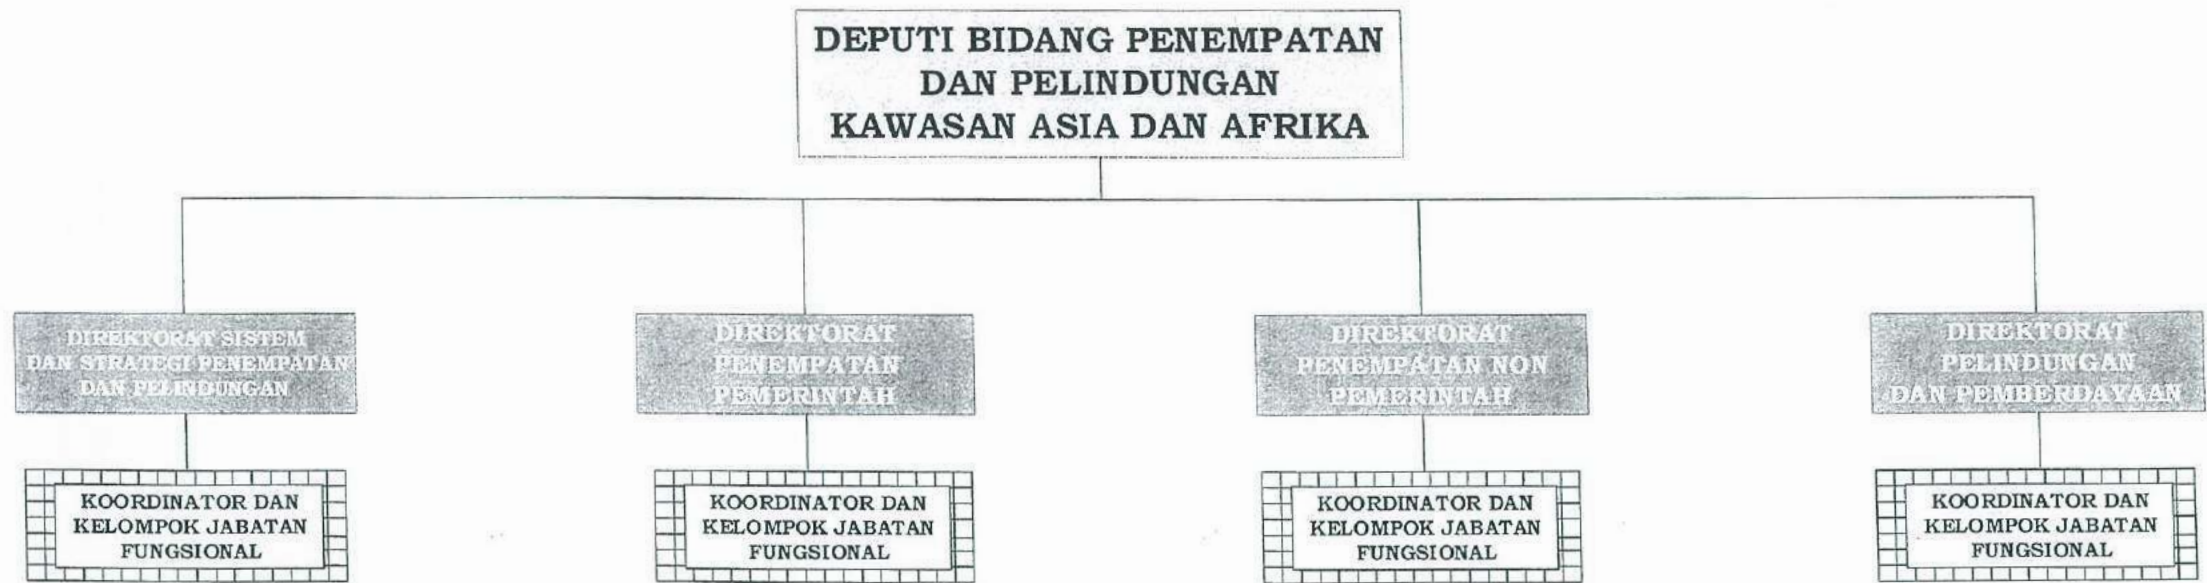 DEPUTI BIDANG PENEMPATAN
DAN PELINDUNGAN
KAWASAN ASIA DAN AFRIKA
DIREKTORAT SISTEM
DAN STRATEGI PENEMPATAN
DAN PELINDUNGAN
DIREKTORAT
PENEMPATAN
PEMERINTAH
DIREKTORAT
PENEMPATAN NON
PEMERINTAH
DIREKTORAT
PELINDUNGAN
DAN PEMBERDAYAAN
KOORDINATOR DAN
KELOMPOK JABATAN
FUNGSIONAL
KOORDINATOR DAN
KELOMPOK JABATAN
FUNGSIONAL
KOORDINATOR DAN
KELOMPOK JABATAN
FUNGSIONAL
KOORDINATOR DAN
KELOMPOK JABATAN
FUNGSIONAL